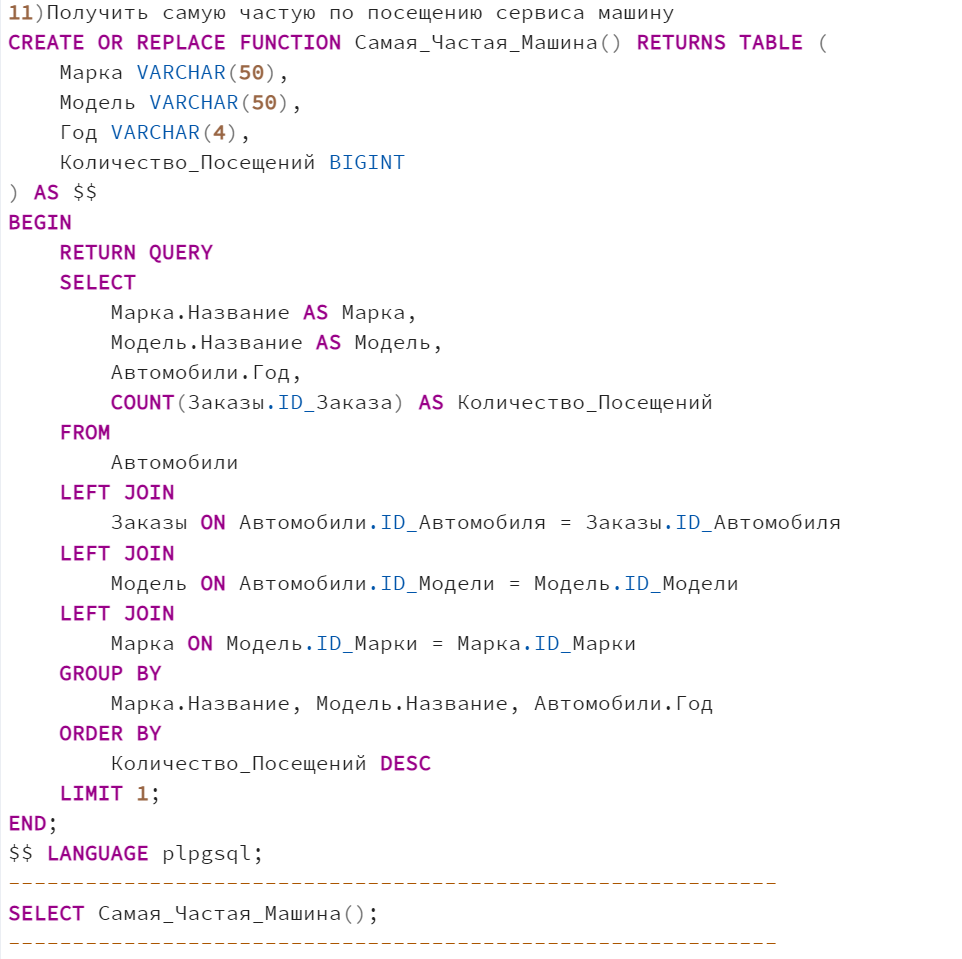 11)Получить самую частую по посещению сервиса машину
CREATE OR REPLACE FUNCTION Самая_Частая_Машина() RETURNS TABLE (
    Марка VARCHAR(50),
    Модель VARCHAR(50),
    Год VARCHAR(4),
    Количество_Посещений BIGINT
) AS $$
BEGIN
    RETURN QUERY
    SELECT
        Марка.Название AS Марка,
        Модель.Название AS Модель,
        Автомобили.Год,
        COUNT(Заказы.ID_Заказа) AS Количество_Посещений
    FROM
        Автомобили
    LEFT JOIN
        Заказы ON Автомобили.ID_Автомобиля = Заказы.ID_Автомобиля
    LEFT JOIN
        Модель ON Автомобили.ID_Модели = Модель.ID_Модели
    LEFT JOIN
        Марка ON Модель.ID_Марки = Марка.ID_Марки
    GROUP BY
        Марка.Название, Модель.Название, Автомобили.Год
    ORDER BY
        Количество_Посещений DESC
    LIMIT 1;
END;
$$ LANGUAGE plpgsql;
------------------------------------------------------------
SELECT Самая_Частая_Машина();
------------------------------------------------------------